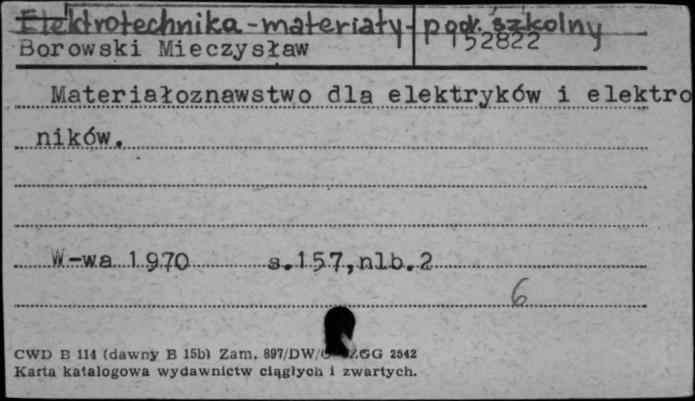 Elektrotechnika-materiały-podr. szkolny
Borowski Mieczysław 152822
Materiałoznawstwo dla elektryków i elektro
ników.
W-wa 1970 s.157,nlb.2
6
CWD B 114 (dawny B 15b) Zam. 897/DW/ GG 2542
Karta katalogowa wydawnictw ciągłych i zwartych.